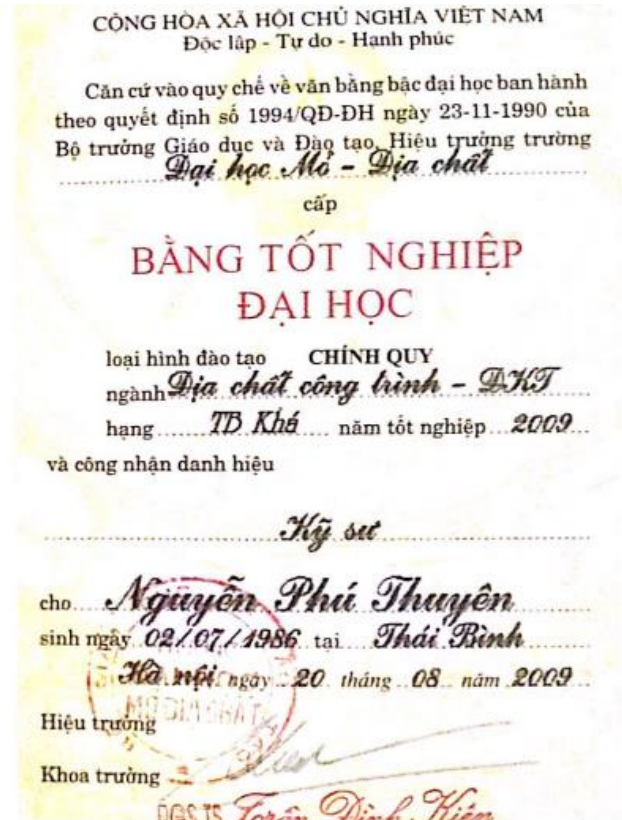 CỘNG HÒA XÃ HỘI CHỦ NGHĨA VIỆT NAM
Độc lập - Tự do - Hạnh phúc
Căn cứ vào quy chế về văn bằng bậc đại học ban hành
theo quyết định số 1994/QĐ-ĐH ngày 23-11-1990 của
Bộ trưởng Giáo dục và Đào tạo, Hiệu trưởng trường
Đại học Mỏ - Địa chất
cấp
BẰNG TỐT NGHIỆP
ĐẠI HỌC
loại hình đào tạo CHÍNH QUY
ngành Địa chất công trình - ĐKT
hạng TB Khá năm tốt nghiệp 2009
và công nhận danh hiệu
Kỹ sư
cho Nguyễn Phú Thuyên
sinh ngày 02/07/1986 tại Thái Bình
Hà nội ngày 20 tháng 08 năm 2009
Hiệu trưởng
Khoa trưởng
PGS.TS Trần Đình Kiên